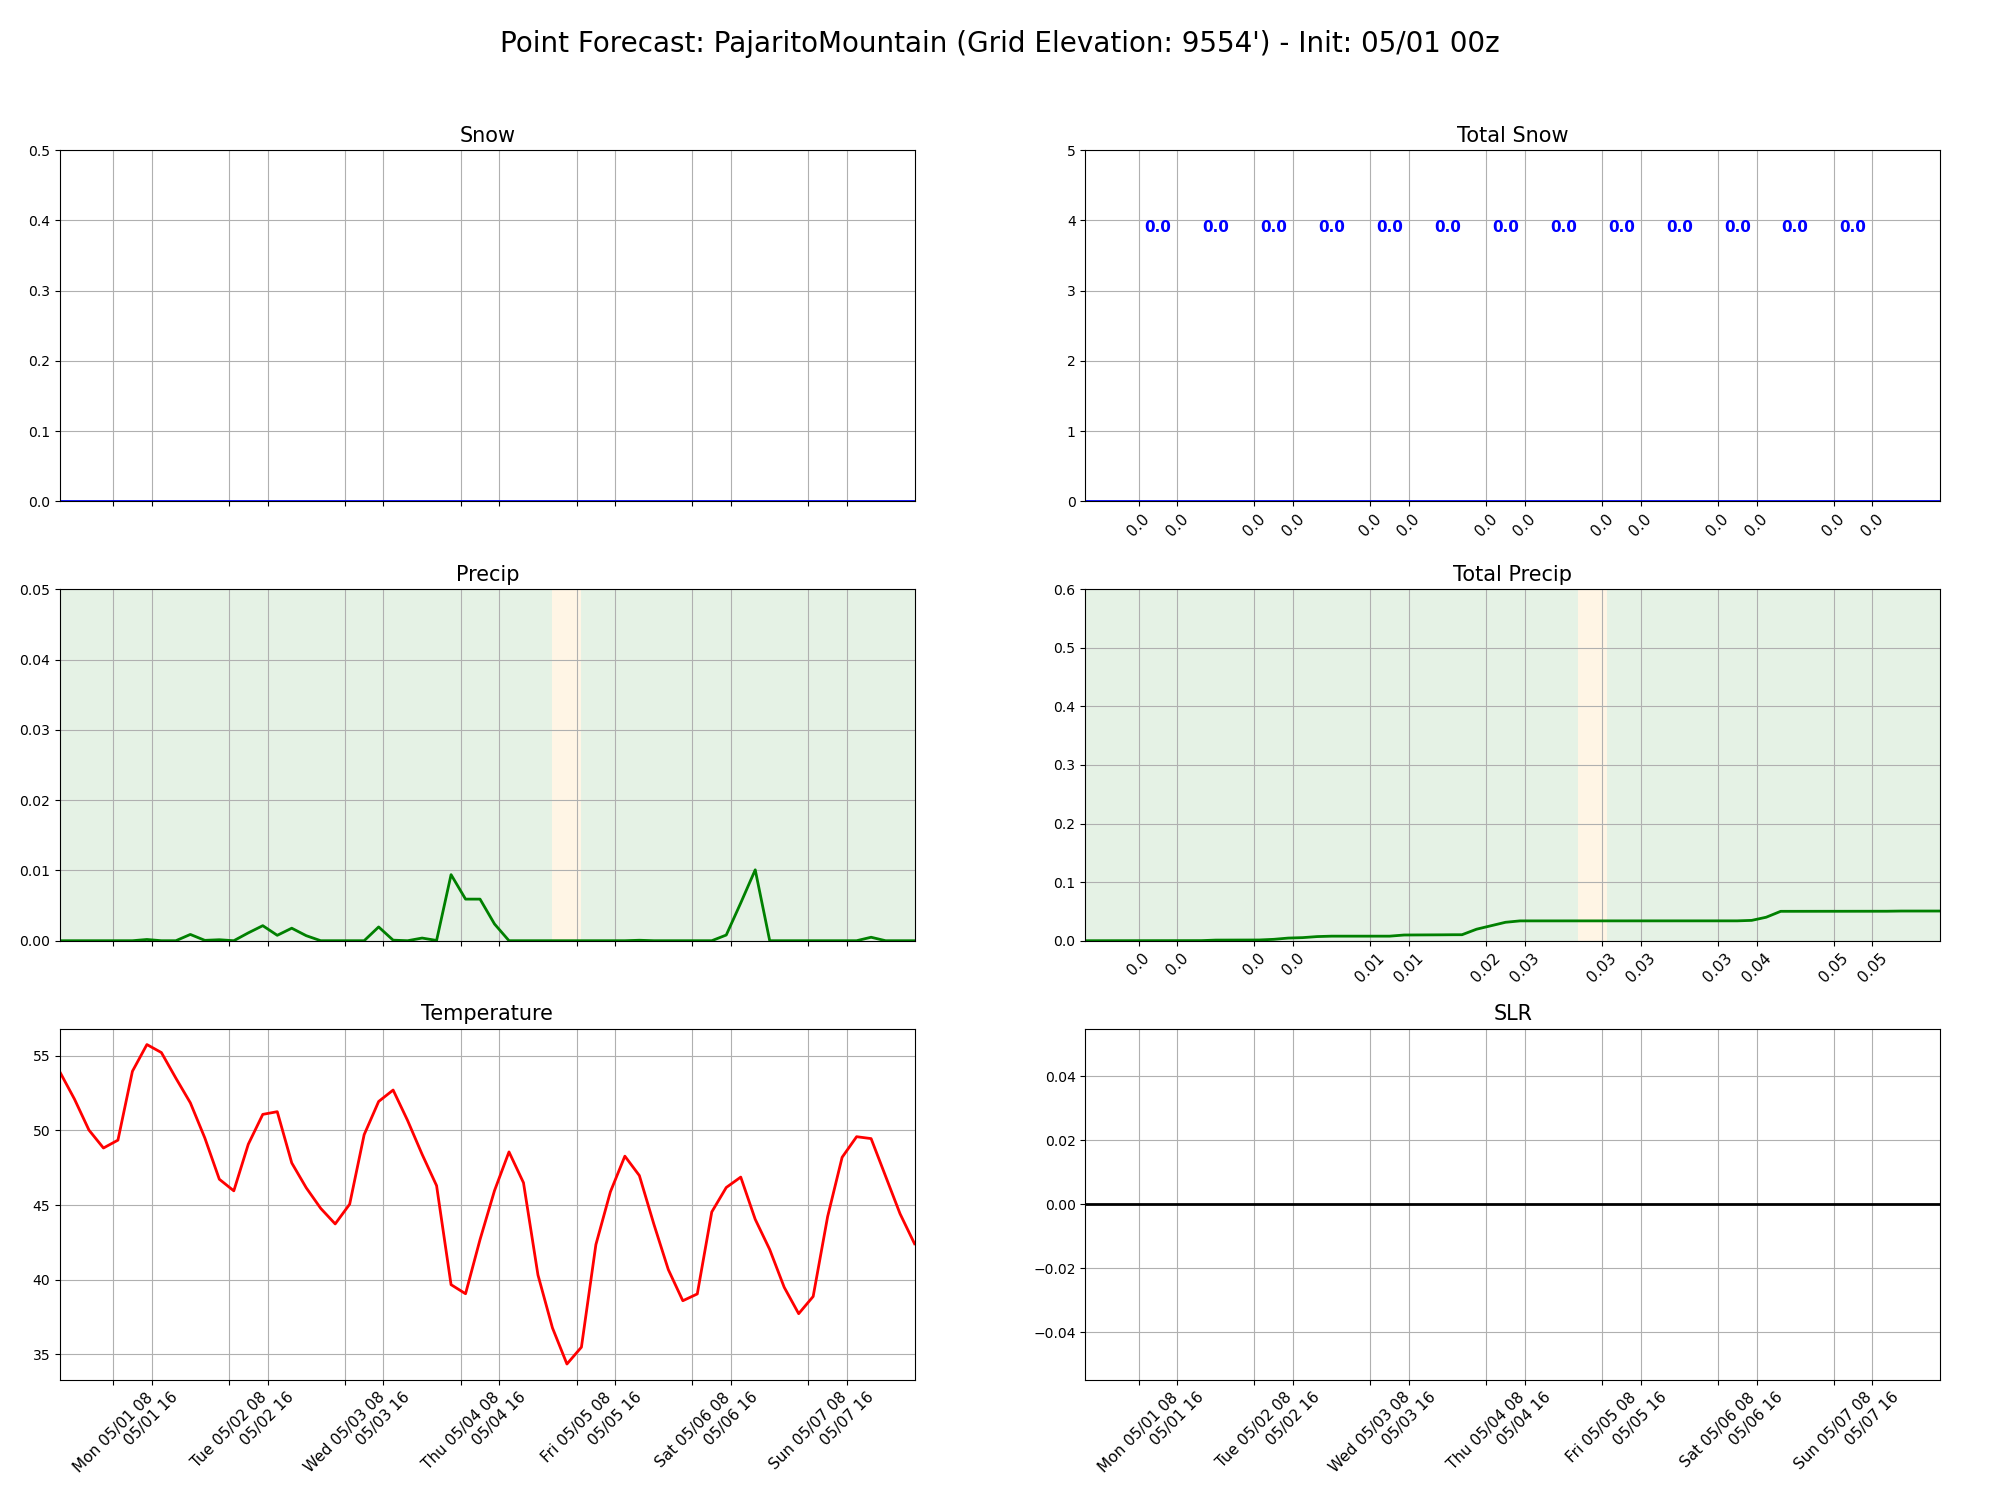 Point Forecast: PajaritoMountain (Grid Elevation: 9554') - Init: 05/01 00z
Snow
0.5
0.4
0.3
0.2
0.1
0.0
Total Snow
5
4
3
2
1
0
0.0 0.0 0.0 0.0 0.0 0.0 0.0 0.0 0.0 0.0 0.0 0.0 0.0
0.0 0.0 0.0 0.0 0.0 0.0 0.0 0.0 0.0 0.0 0.0 0.0 0.0 0.0
Precip
0.05
0.04
0.03
0.02
0.01
0.00
Total Precip
0.6
0.5
0.4
0.3
0.2
0.1
0.0
0.0 0.0 0.0 0.0 0.01 0.01 0.02 0.03 0.03 0.03 0.03 0.04 0.05 0.05
Temperature
55
50
45
40
35
Mon 05/01 08
05/01 16
Tue 05/02 08
05/02 16
Wed 05/03 08
05/03 16
Thu 05/04 08
05/04 16
Fri 05/05 08
05/05 16
Sat 05/06 08
05/06 16
Sun 05/07 08
05/07 16
SLR
0.04
0.02
0.00
−0.02
−0.04
Mon 05/01 08
05/01 16
Tue 05/02 08
05/02 16
Wed 05/03 08
05/03 16
Thu 05/04 08
05/04 16
Fri 05/05 08
05/05 16
Sat 05/06 08
05/06 16
Sun 05/07 08
05/07 16